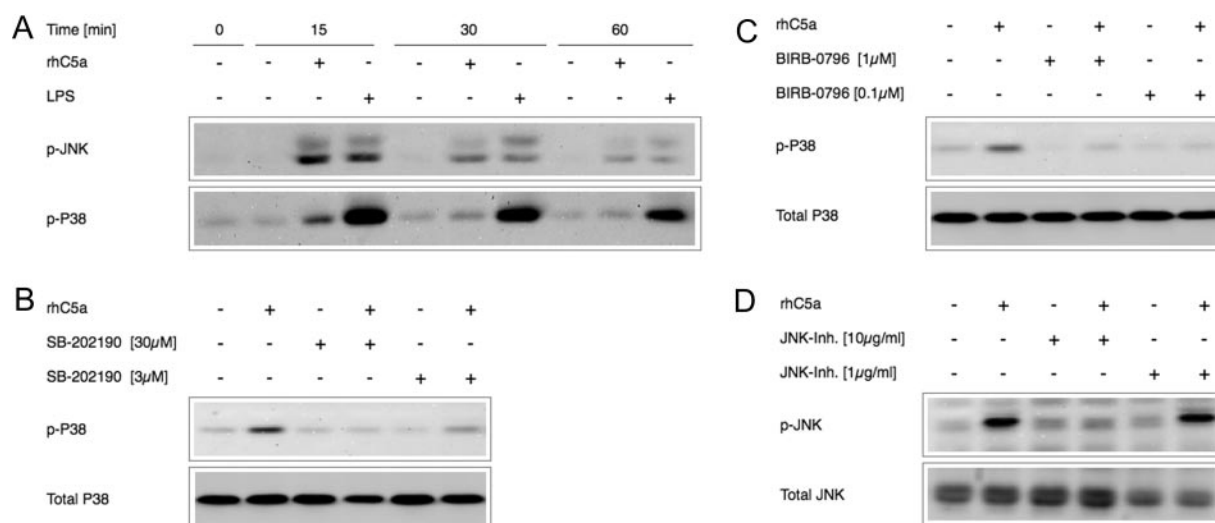 A
Time [min] 0 15 30 60
rhC5a - - + - - + - - + -
LPS - - - + - - + - - +
p-JNK
p-P38
B
rhC5a - + - + - +
SB-202190 [30µM] - - + + - -
SB-202190 [3µM] - - - - + +
p-P38
Total P38
C
rhC5a - + - + - +
BIRB-0796 [1µM] - - + + - -
BIRB-0796 [0.1µM] - - - - + +
p-P38
Total P38
D
rhC5a - + - + - +
JNK-Inh. [10µg/ml] - - + + - -
JNK-Inh. [1µg/ml] - - - - + +
p-JNK
Total JNK